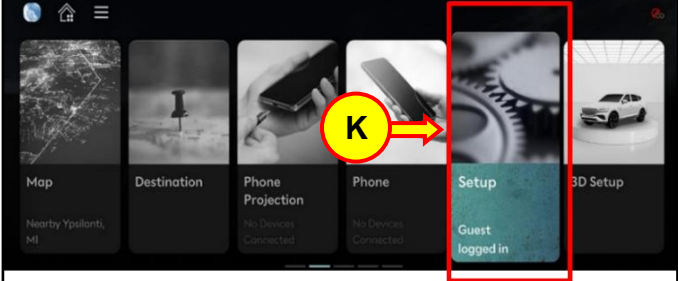 K
Map
Destination
Phone
Projection
Phone
Setup
3D Setup
Nearby Ypsilanti,
MI
No Devices
Connected
No Devices
Connected
Guest
logged in